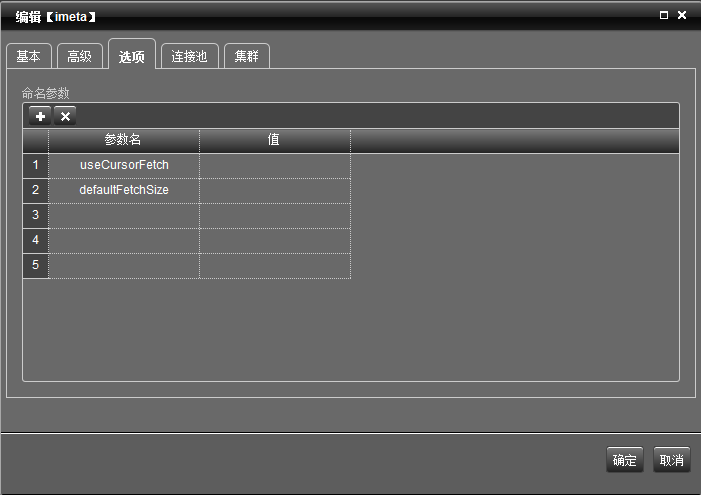 编辑【imeta】
基本 高级 选项 连接池 集群
命名参数
参数名 值
1 useCursorFetch
2 defaultFetchSize
3
4
5
确定 取消